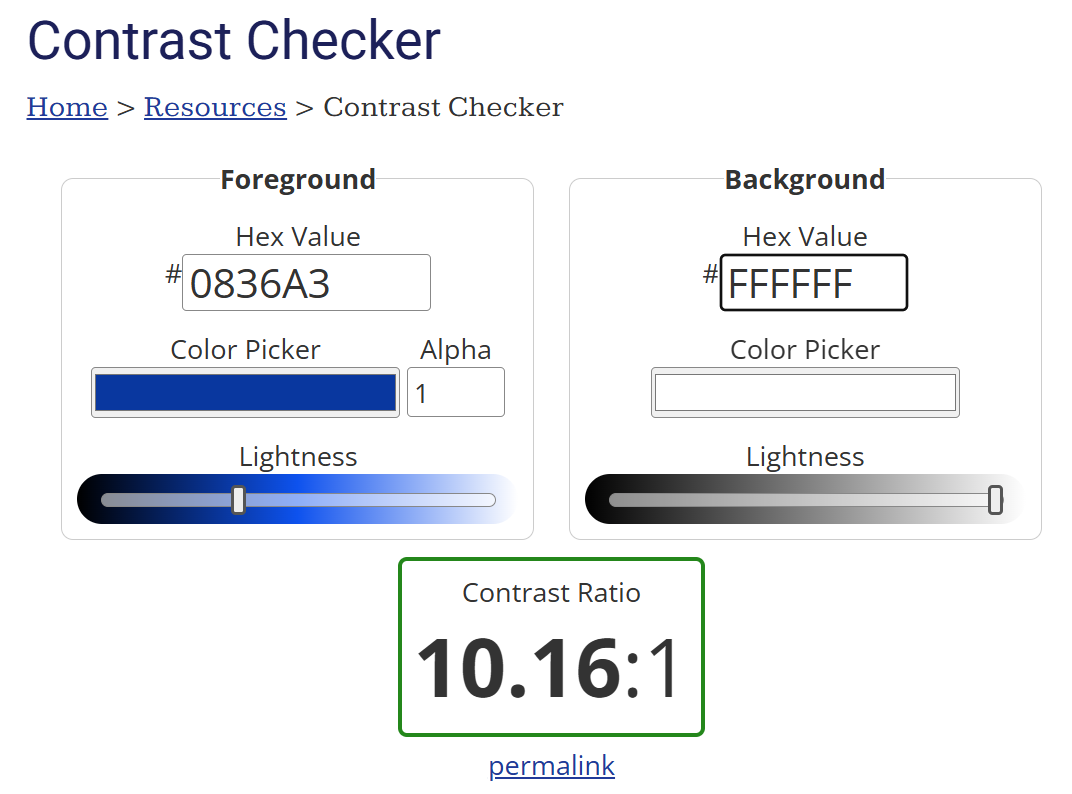 Contrast Checker
Home > Resources > Contrast Checker
Foreground
Hex Value
#0836A3
Color Picker Alpha
1
Lightness
Background
Hex Value
#FFFFFF
Color Picker
Lightness
Contrast Ratio
10.16:1
permalink